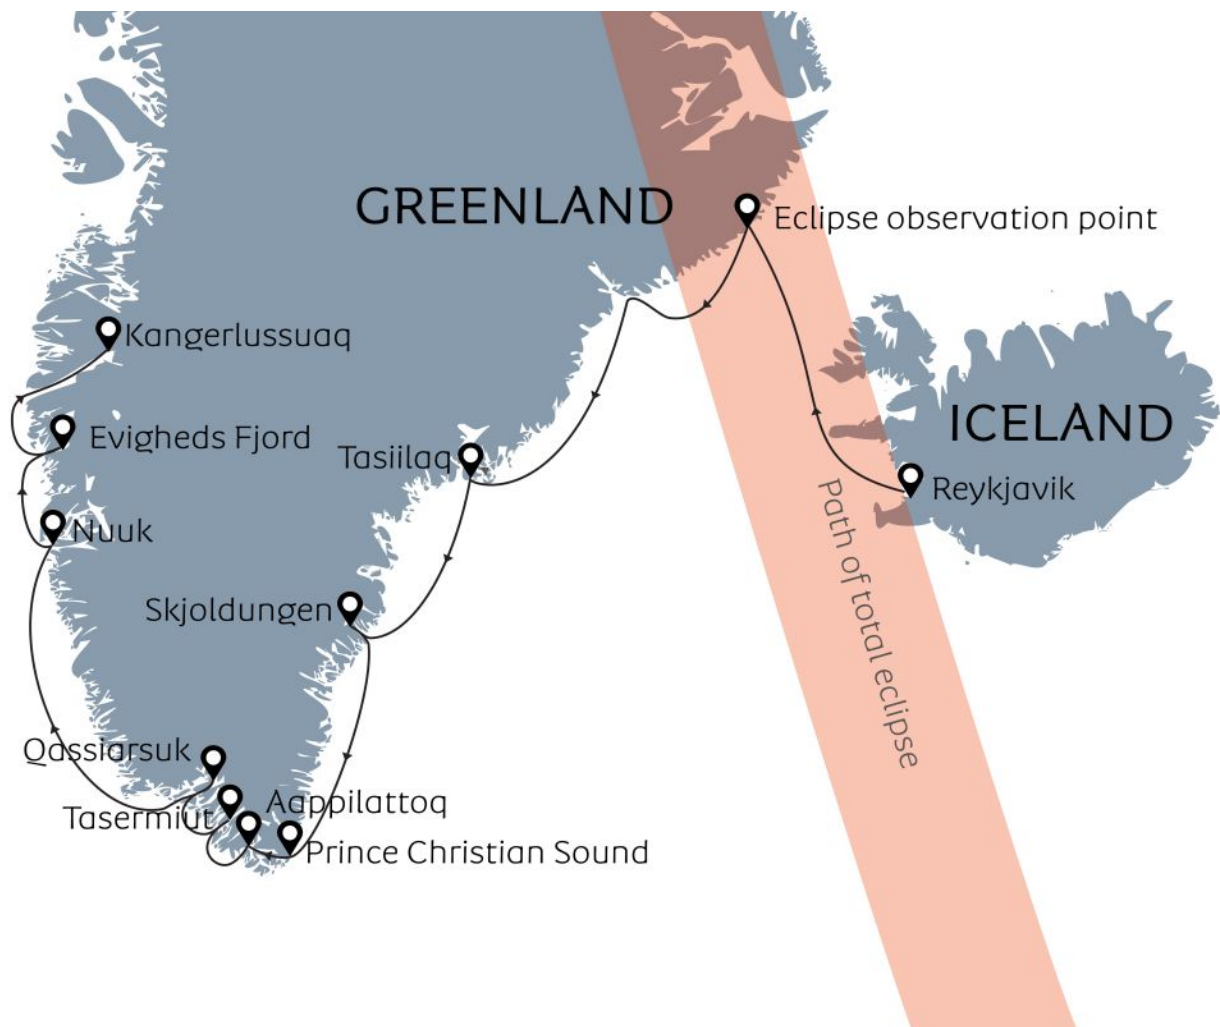 GREENLAND
Eclipse observation point
Kangerlussuaq
ICELAND
Evigheds Fjord
Tasiilaq
Reykjavik
Nuuk
Path of total eclipse
Skjoldungen
Qassiarsuk
Aappilattoq
Tasermiut
Prince Christian Sound